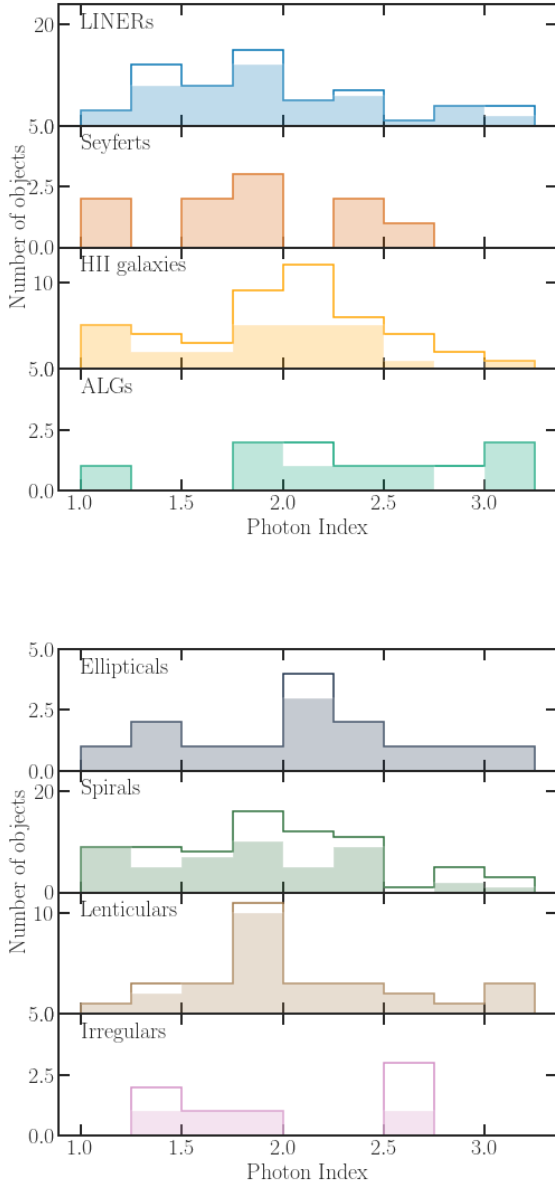 LINERs
20
5.0
Seyferts
2.5
0.0
HII galaxies
10
5.0
ALGs
2.5
0.0
Number of objects
1.0 1.5 2.0 2.5 3.0
Photon Index
5.0
Ellipticals
2.5
0.0
Spirals
20
0
Lenticulars
10
5.0
Irregulars
2.5
0.0
Number of objects
1.0 1.5 2.0 2.5 3.0
Photon Index